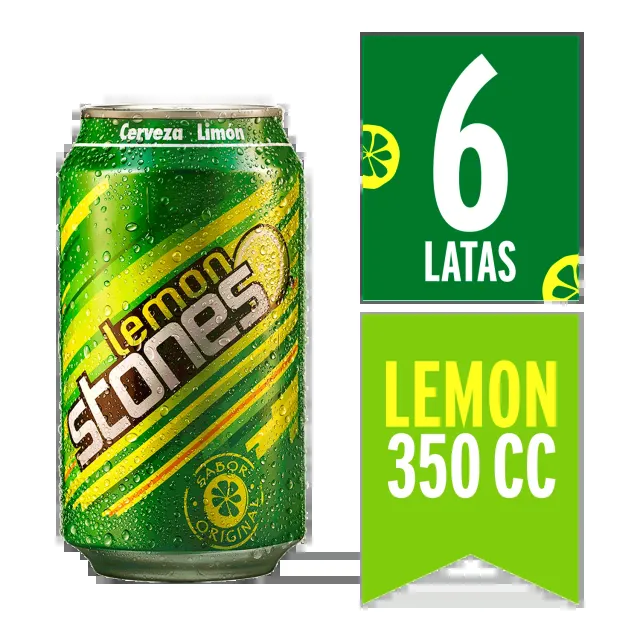 Cerveza Limón
lemon
stones
SABOR
ORIGINAL
6
LATAS
LEMON
350 CC